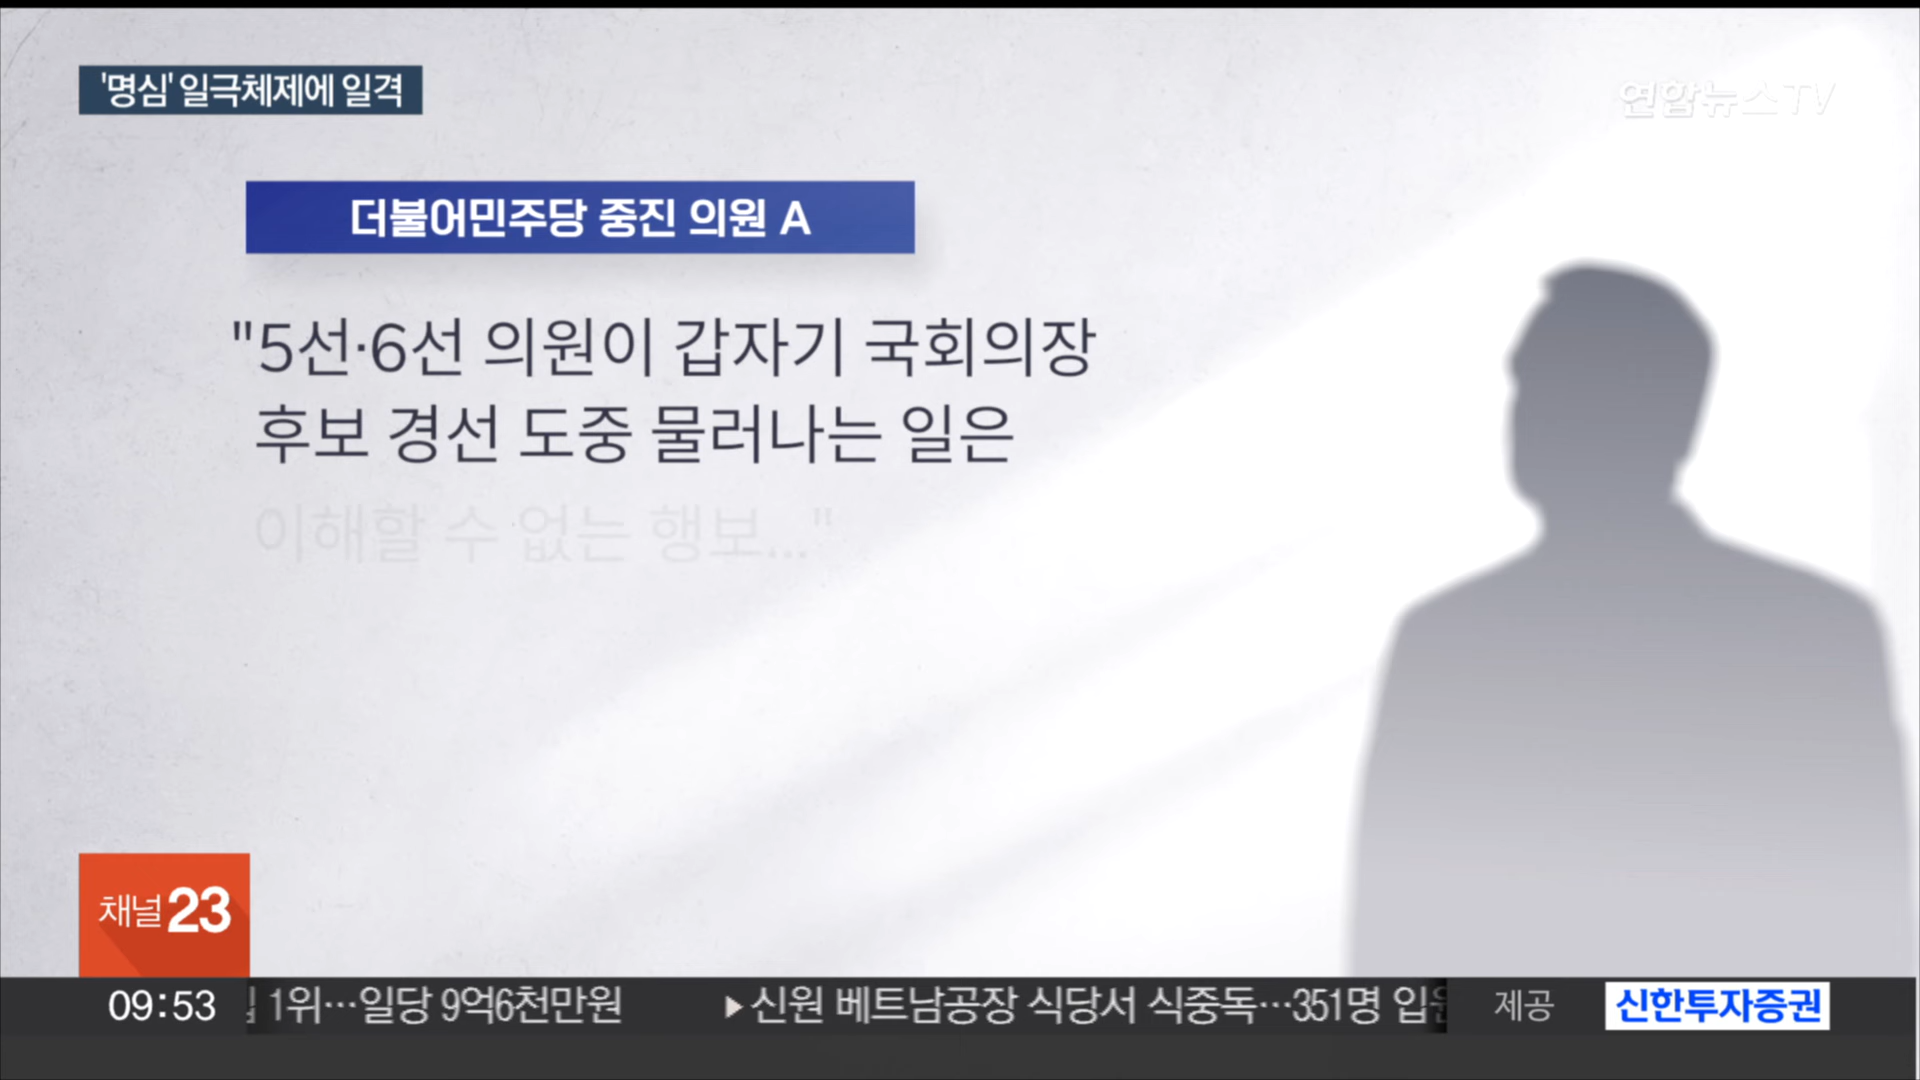 '명심' 일극체제에 일격
연합뉴스TV
더불어민주당 중진 의원 A
"5선·6선 의원이 갑자기 국회의장
후보 경선 도중 물러나는 일은
이해할 수 없는 행보..."
채널 23
09:53 1위…일당 9억6천만원 ▶신원 베트남공장 식당서 식중독…351명 입원 제공 신한투자증권